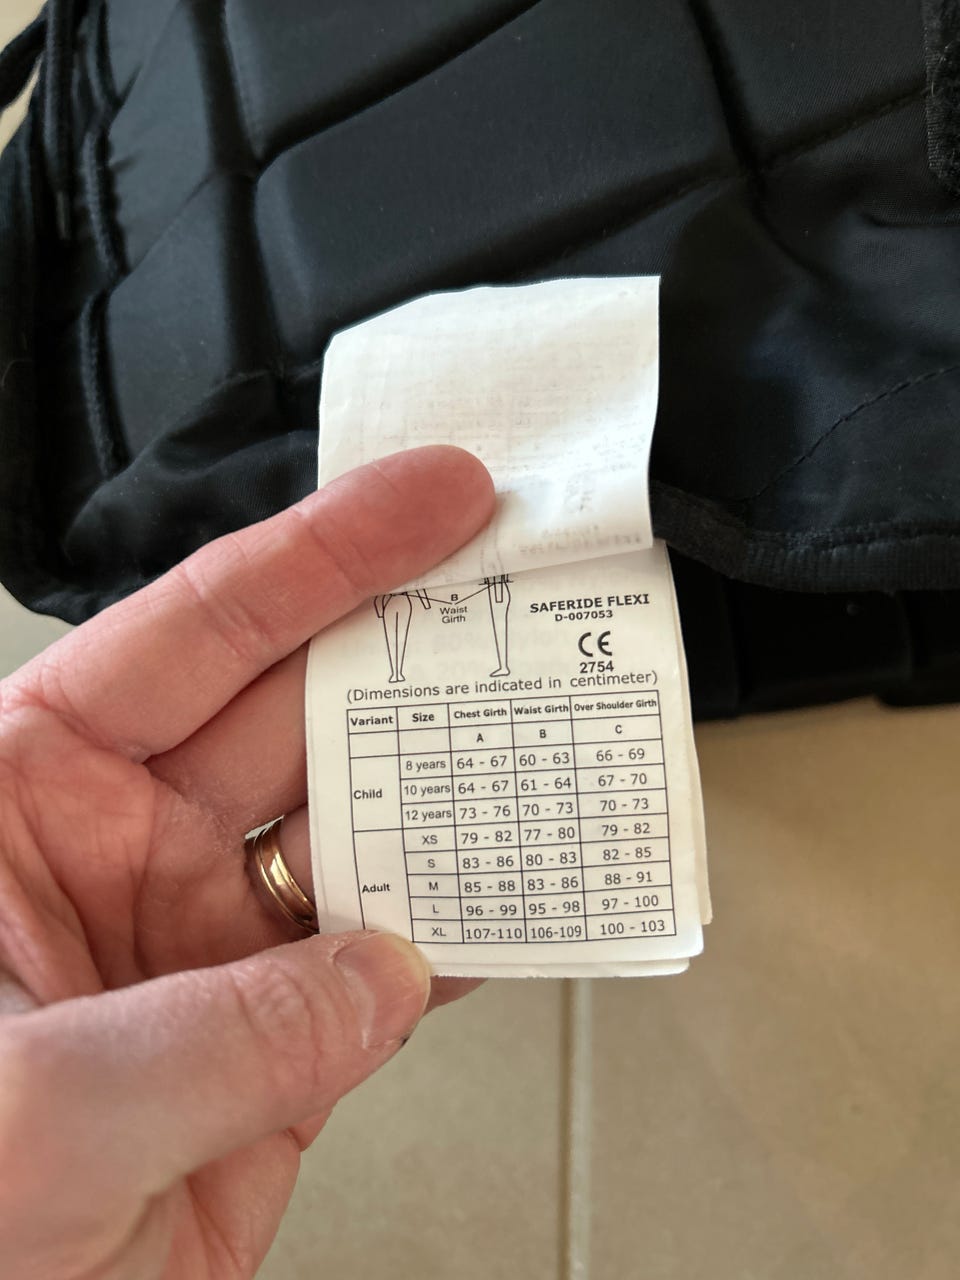 B
Waist
Girth
SAFERIDE FLEXI
D-007053
CE
2754
(Dimensions are indicated in centimeter)
Variant Size Chest Girth Waist Girth Over Shoulder Girth
A B C
Child
8 years 64 - 67 60 - 63 66 - 69
10 years 64 - 67 61 - 64 67 - 70
12 years 73 - 76 70 - 73 70 - 73
Adult
XS 79 - 82 77 - 80 79 - 82
S 83 - 86 80 - 83 82 - 85
M 85 - 88 83 - 86 88 - 91
L 96 - 99 95 - 98 97 - 100
XL 107-110 106-109 100 - 103